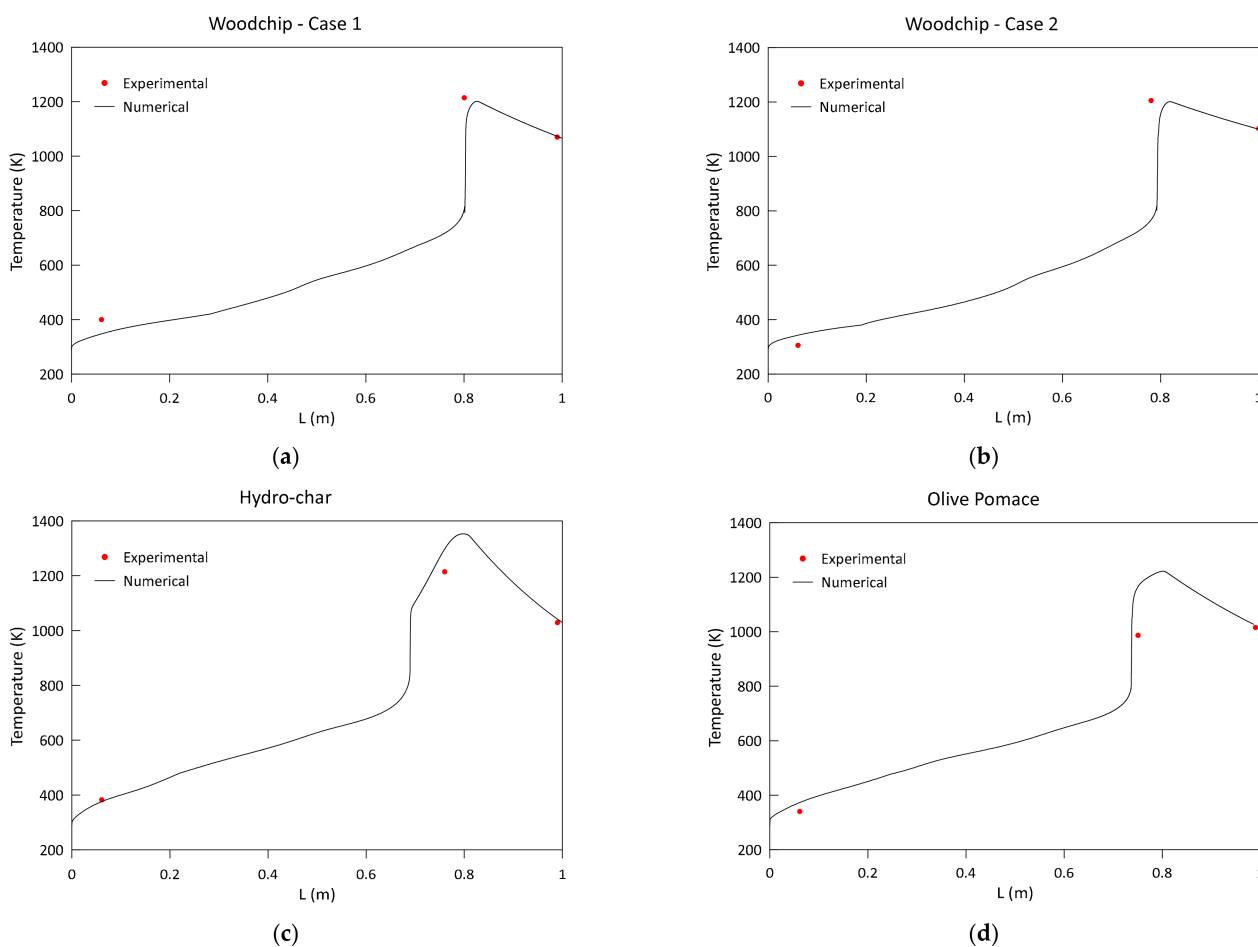 Woodchip - Case 1
1400
1200
1000
800
600
400
200
Temperature (K)
Experimental
Numerical
0 0.2 0.4 0.6 0.8 1
L (m)
(a)
Woodchip - Case 2
1400
1200
1000
800
600
400
200
Temperature (K)
Experimental
Numerical
0 0.2 0.4 0.6 0.8
L (m)
(b)
Hydro-char
1400
1200
1000
800
600
400
200
Temperature (K)
Experimental
Numerical
0 0.2 0.4 0.6 0.8 1
L (m)
(c)
Olive Pomace
1400
1200
1000
800
600
400
200
Temperature (K)
Experimental
Numerical
0 0.2 0.4 0.6 0.8
L (m)
(d)